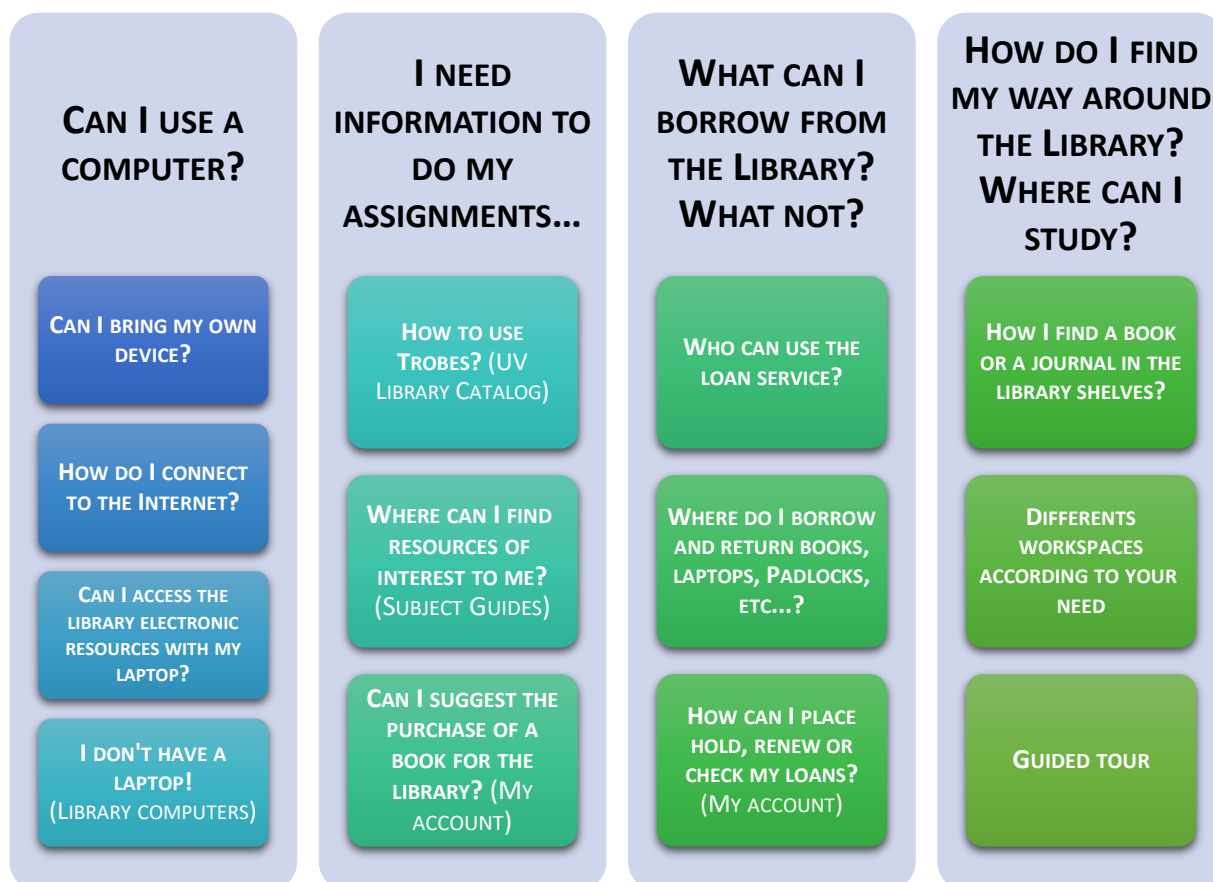 CAN I USE A
COMPUTER?
CAN I BRING MY OWN
DEVICE?
HOW DO I CONNECT
TO THE INTERNET?
CAN I ACCESS THE
LIBRARY ELECTRONIC
RESOURCES WITH MY
LAPTOP?
I DON'T HAVE A
LAPTOP!
(LIBRARY COMPUTERS)
I NEED
INFORMATION TO
DO MY
ASSIGNMENTS...
HOW TO USE
TROBES? (UV
LIBRARY CATALOG)
WHERE CAN I FIND
RESOURCES OF
INTEREST TO ME?
(SUBJECT GUIDES)
CAN I SUGGEST THE
PURCHASE OF A
BOOK FOR THE
LIBRARY? (MY
ACCOUNT)
WHAT CAN I
BORROW FROM
THE LIBRARY?
WHAT NOT?
WHO CAN USE THE
LOAN SERVICE?
WHERE DO I BORROW
AND RETURN BOOKS,
LAPTOPS, PADLOCKS,
ETC...?
HOW CAN I PLACE
HOLD, RENEW OR
CHECK MY LOANS?
(MY ACCOUNT)
HOW DO I FIND
MY WAY AROUND
THE LIBRARY?
WHERE CAN I
STUDY?
HOW I FIND A BOOK
OR A JOURNAL IN THE
LIBRARY SHELVES?
DIFFERENTS
WORKSPACES
ACCORDING TO YOUR
NEED
GUIDED TOUR